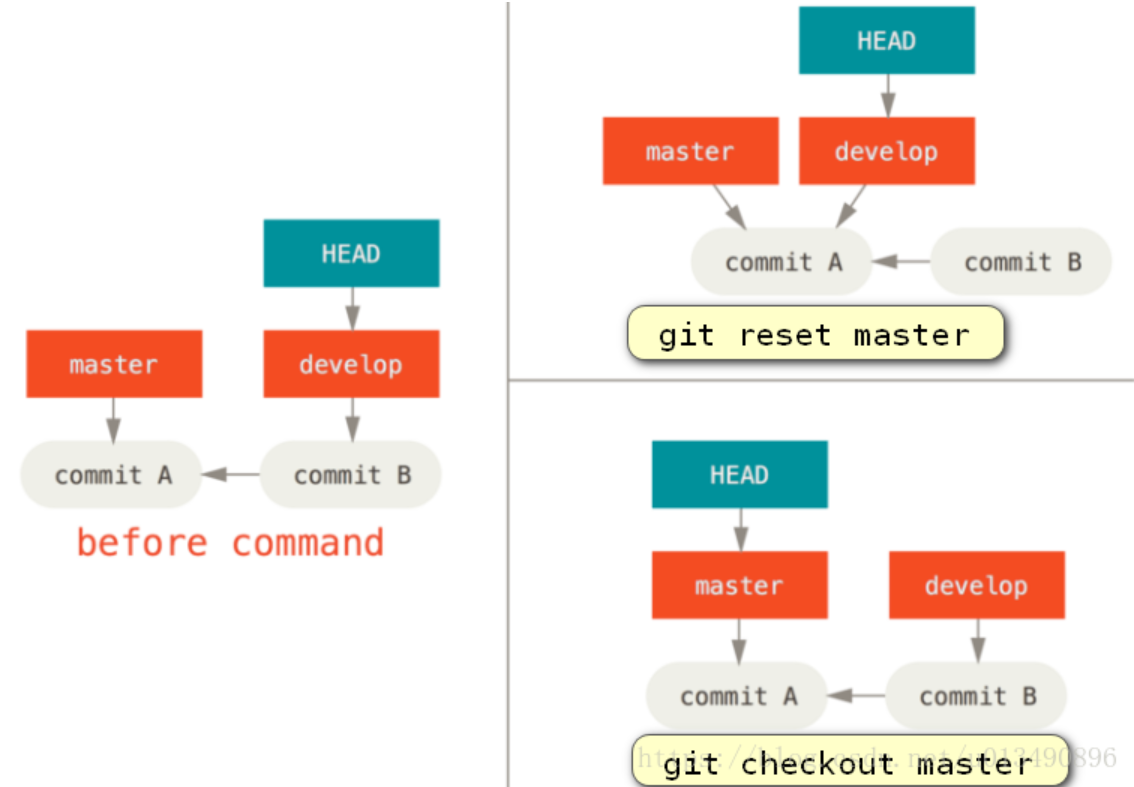 HEAD
master
develop
commit A
commit B
before command
HEAD
master
develop
commit A
commit B
git reset master
HEAD
master
develop
commit A
commit B
https://blog.csdn.net/u013490896
git checkout master